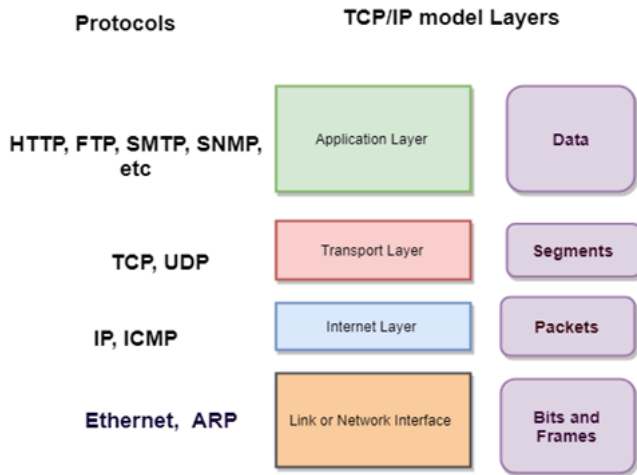 Protocols
TCP/IP model Layers
HTTP, FTP, SMTP, SNMP,
etc
Application Layer
Data
TCP, UDP
Transport Layer
Segments
IP, ICMP
Internet Layer
Packets
Ethernet, ARP
Link or Network Interface
Bits and
Frames